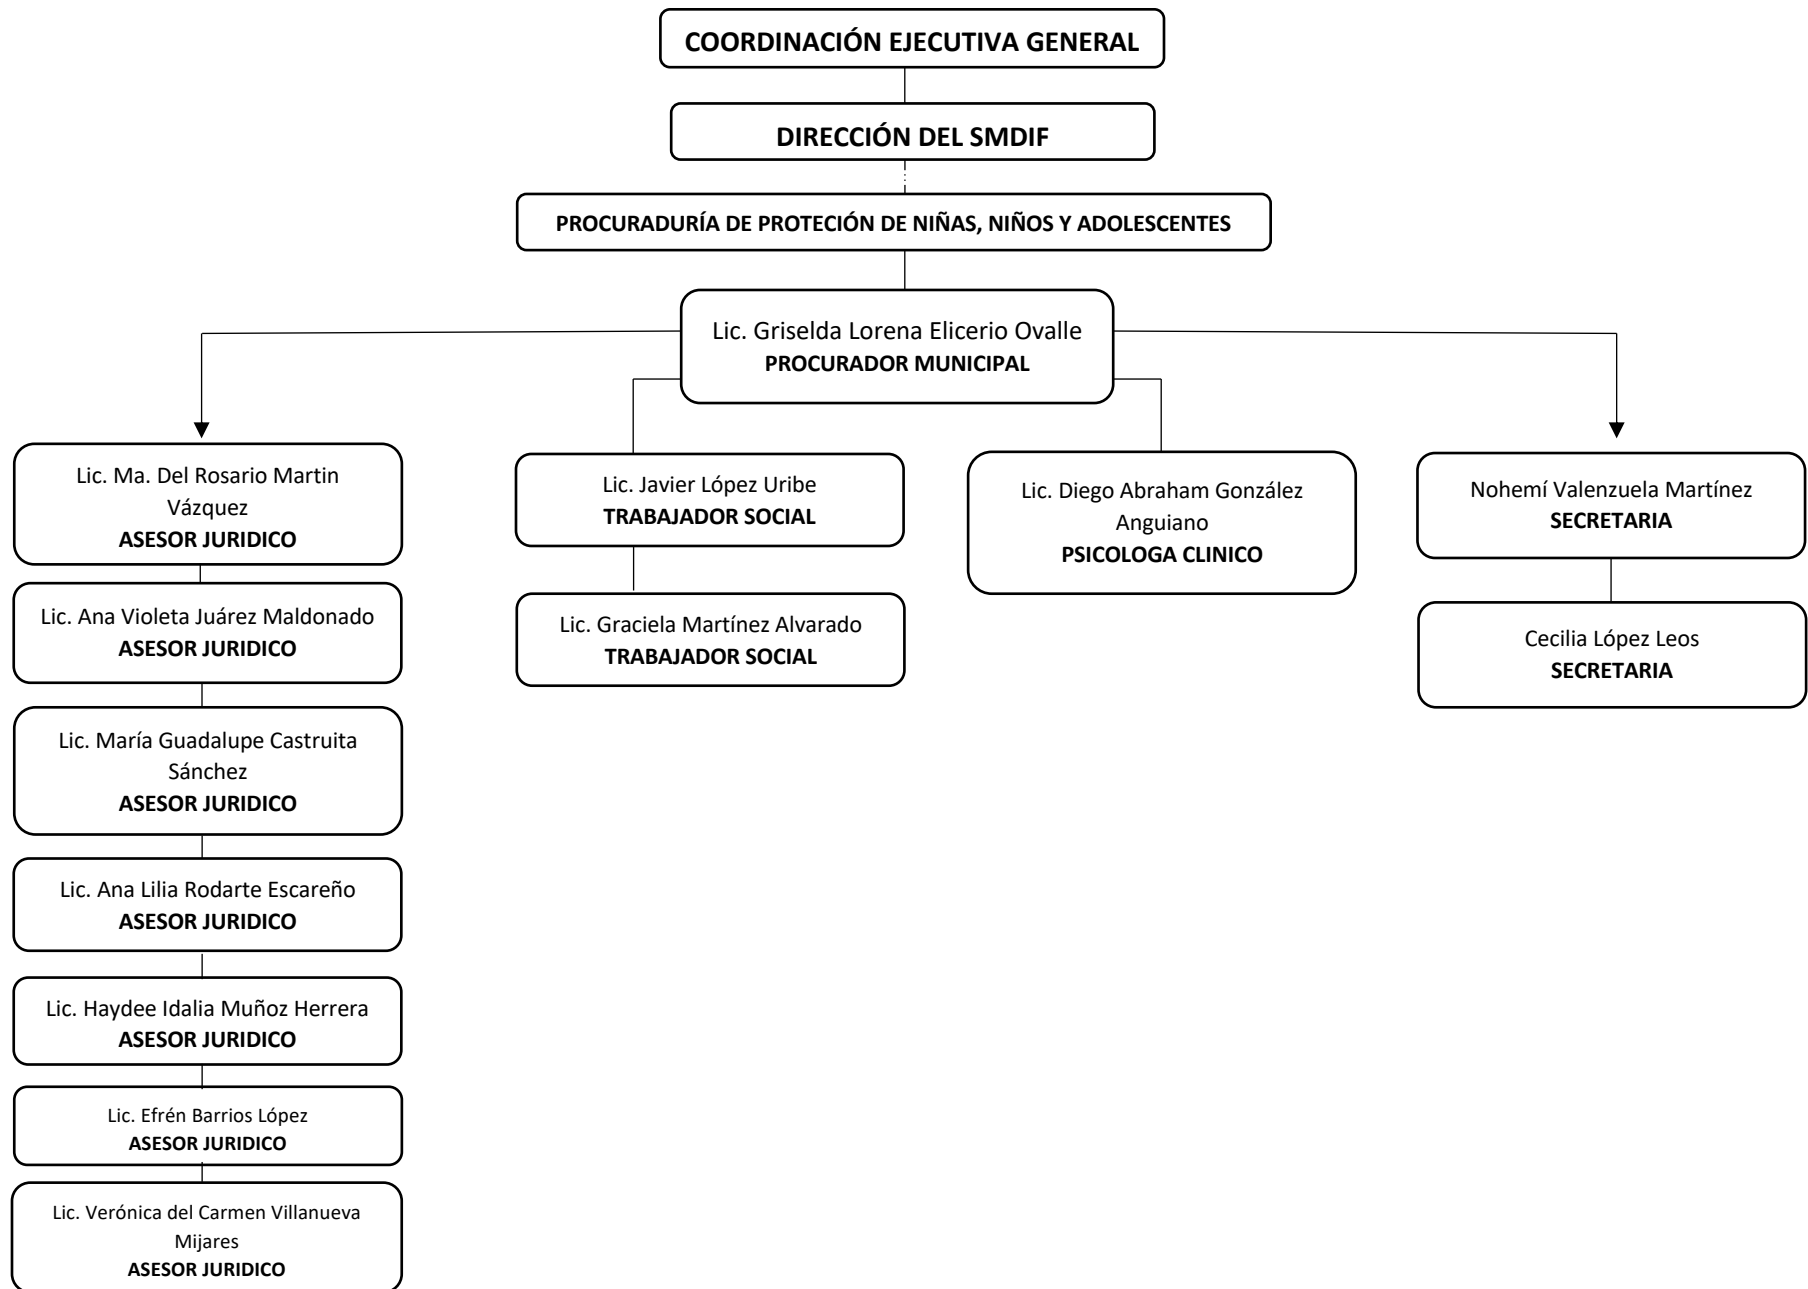 COORDINACIÓN EJECUTIVA GENERAL
DIRECCIÓN DEL SMDIF
PROCURADURÍA DE PROTECIÓN DE NIÑAS, NIÑOS Y ADOLESCENTES
Lic. Griselda Lorena Elicerio Ovalle
PROCURADOR MUNICIPAL
Lic. Ma. Del Rosario Martin
Vázquez
ASESOR JURIDICO
Lic. Ana Violeta Juárez Maldonado
ASESOR JURIDICO
Lic. María Guadalupe Castruita
Sánchez
ASESOR JURIDICO
Lic. Ana Lilia Rodarte Escareño
ASESOR JURIDICO
Lic. Haydee Idalia Muñoz Herrera
ASESOR JURIDICO
Lic. Efrén Barrios López
ASESOR JURIDICO
Lic. Verónica del Carmen Villanueva
Mijares
ASESOR JURIDICO
Lic. Javier López Uribe
TRABAJADOR SOCIAL
Lic. Graciela Martínez Alvarado
TRABAJADOR SOCIAL
Lic. Diego Abraham González
Anguiano
PSICOLOGA CLINICO
Nohemí Valenzuela Martínez
SECRETARIA
Cecilia López Leos
SECRETARIA